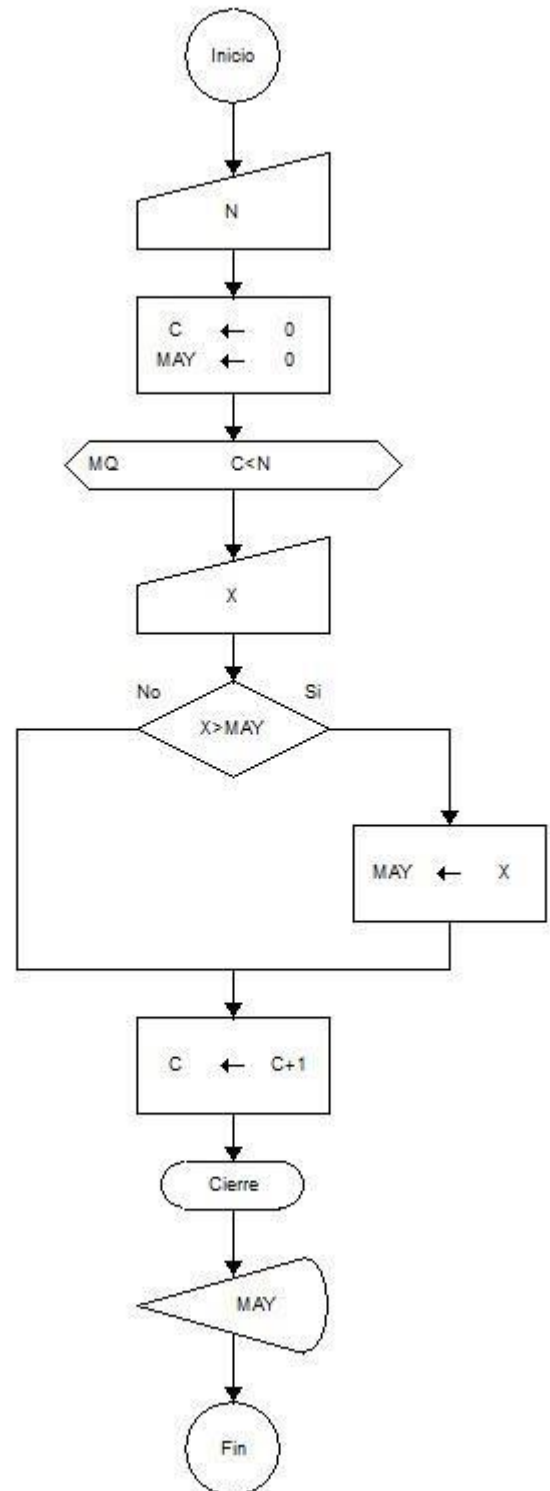 Inicio
N
C ← 0
MAY ← 0
MQ C<N
X
No Si
X>MAY
MAY ← X
C ← C+1
Cierre
MAY
Fin